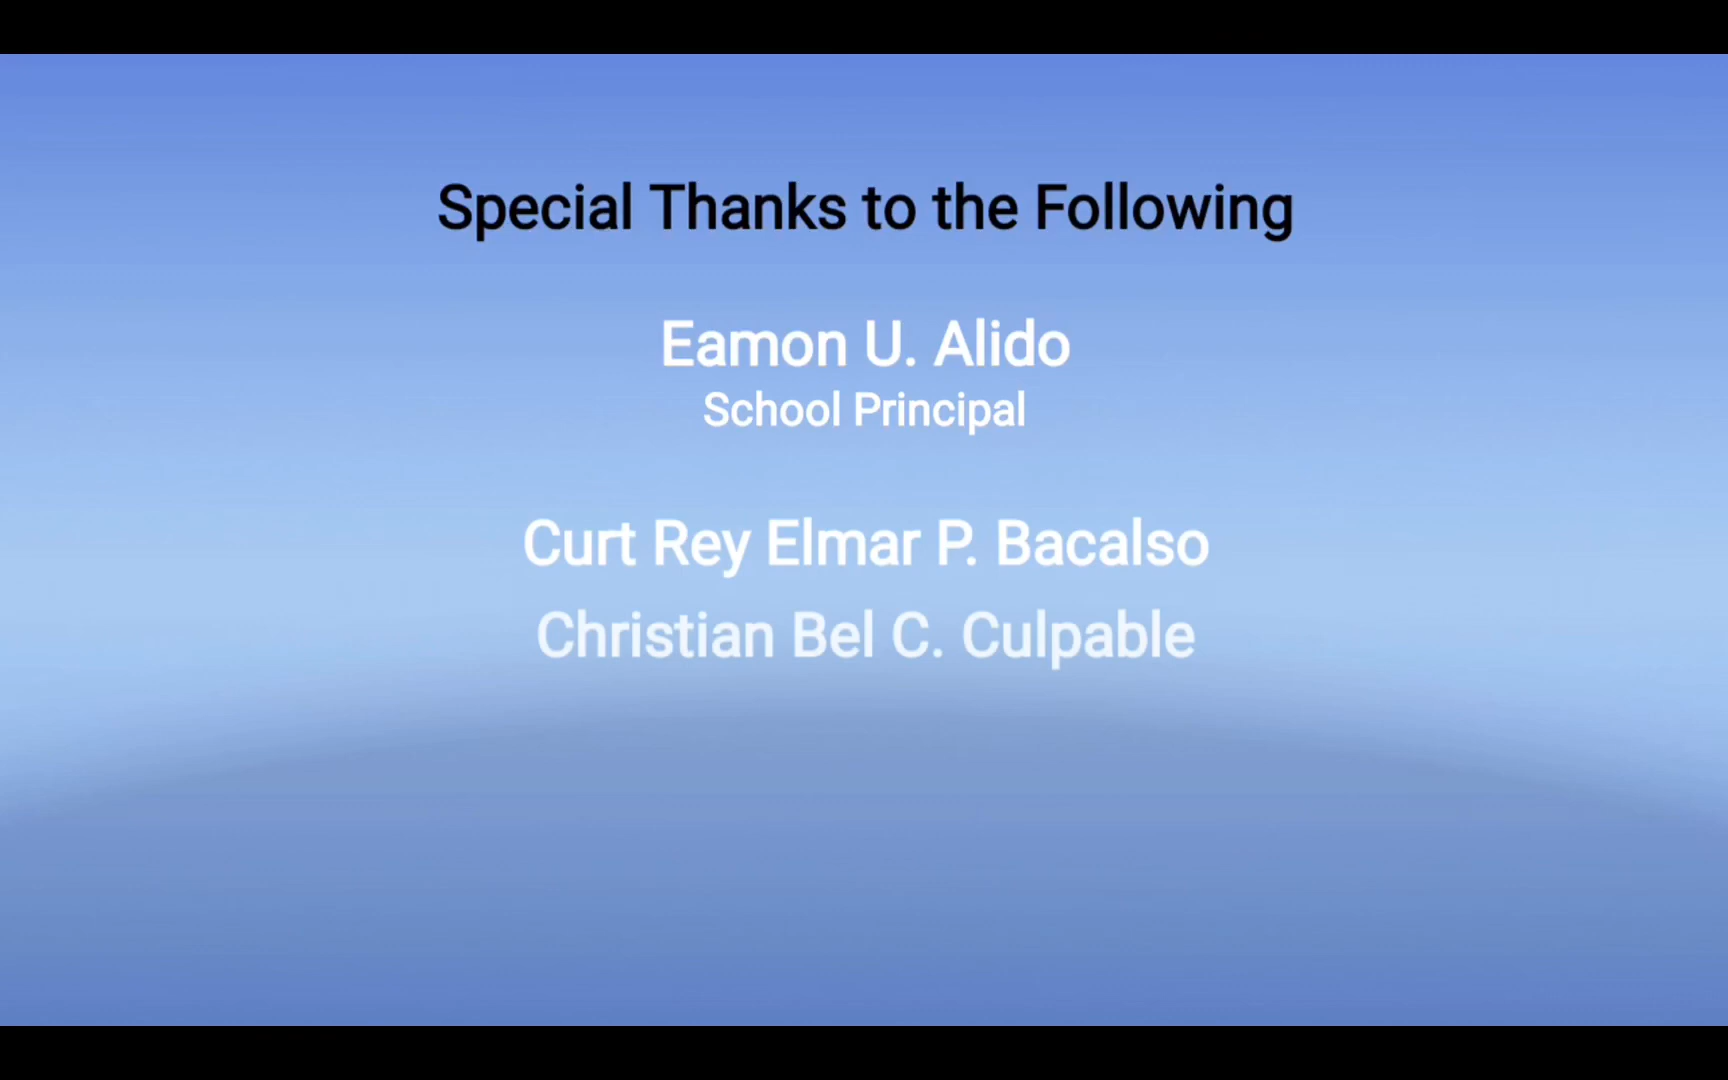 Special Thanks to the Following
Eamon U. Alido
School Principal
Curt Rey Elmar P. Bacalso
Christian Bel C. Culpable